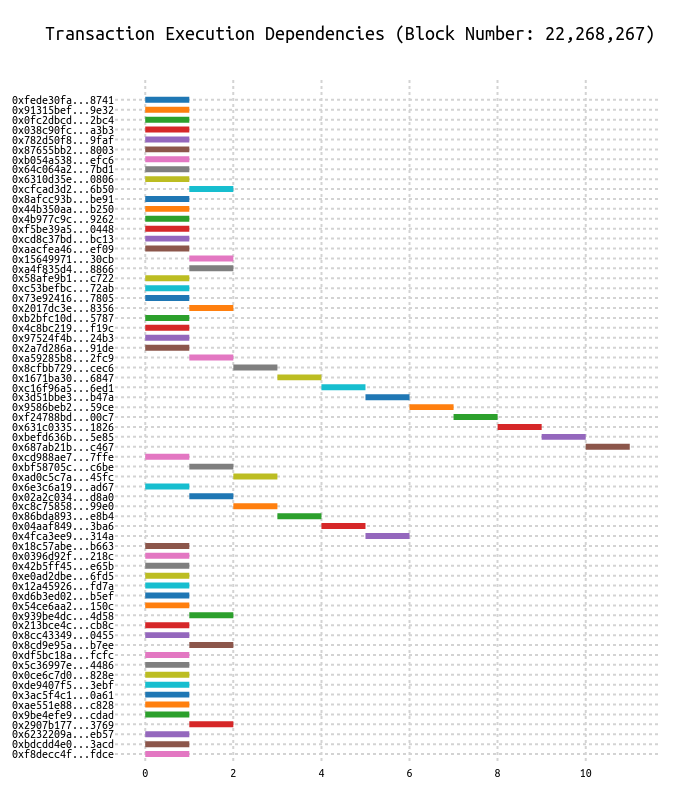 Transaction Execution Dependencies (Block Number: 22,268,267)
0xfede30fa...8741
0x91315bef...9e32
0x0fc2dbcd...2bc4
0x038c90fc...a3b3
0x782d50f8...9faf
0x87655bb2...8003
0xb054a538...efc6
0x64c064a2...7bd1
0x6310d35e...0806
0xcfcad3d2...6b50
0x8afcc93b...be91
0x44b350aa...b250
0x4b977c9c...9262
0xf5be39a5...0448
0xcd8c37bd...bc13
0xaacfea46...ef09
0x15649971...30cb
0xa4f835d4...8866
0x58afe9b1...c722
0xc53befbc...72ab
0x73e92416...7805
0x2017dc3e...8356
0xb2bfc10d...5787
0x4c8bc219...f19c
0x97524f4b...24b3
0x2a7d286a...91de
0xa59285b8...2fc9
0x8cfbb729...cec6
0x1671ba30...6847
0xc16f96a5...6ed1
0x3d51bbe3...b47a
0x9586beb2...59ce
0xf24788bd...00c7
0x631c0335...1826
0xbefd636b...5e85
0x687ab21b...c467
0xcd988ae7...7ffe
0xbf58705c...c6be
0xad0c5c7a...45fc
0x6e3c6a19...ad67
0x02a2c034...d8a0
0xc8c75858...99e0
0x86bda893...e8b4
0x04aaf849...3ba6
0x4fca3ee9...314a
0x18c57abe...b663
0x0396d92f...218c
0x42b5ff45...e65b
0xe0ad2dbe...6fd5
0x12a45926...fd7a
0xd6b3ed02...b5ef
0x54ce6aa2...150c
0x939be4dc...4d58
0x213bce4c...cb8c
0x8cc43349...0455
0x8cd9e95a...b7ee
0xdf5bc18a...fcfc
0x5c36997e...4486
0x0ce6c7d0...828e
0xde9407f5...3ebf
0x3ac5f4c1...0a61
0xae551e88...c828
0x9be4efe9...cdad
0x2907b177...3769
0x6232209a...eb57
0xbdcdd4e0...3acd
0xf8decc4f...fdce
0 2 4 6 8 10